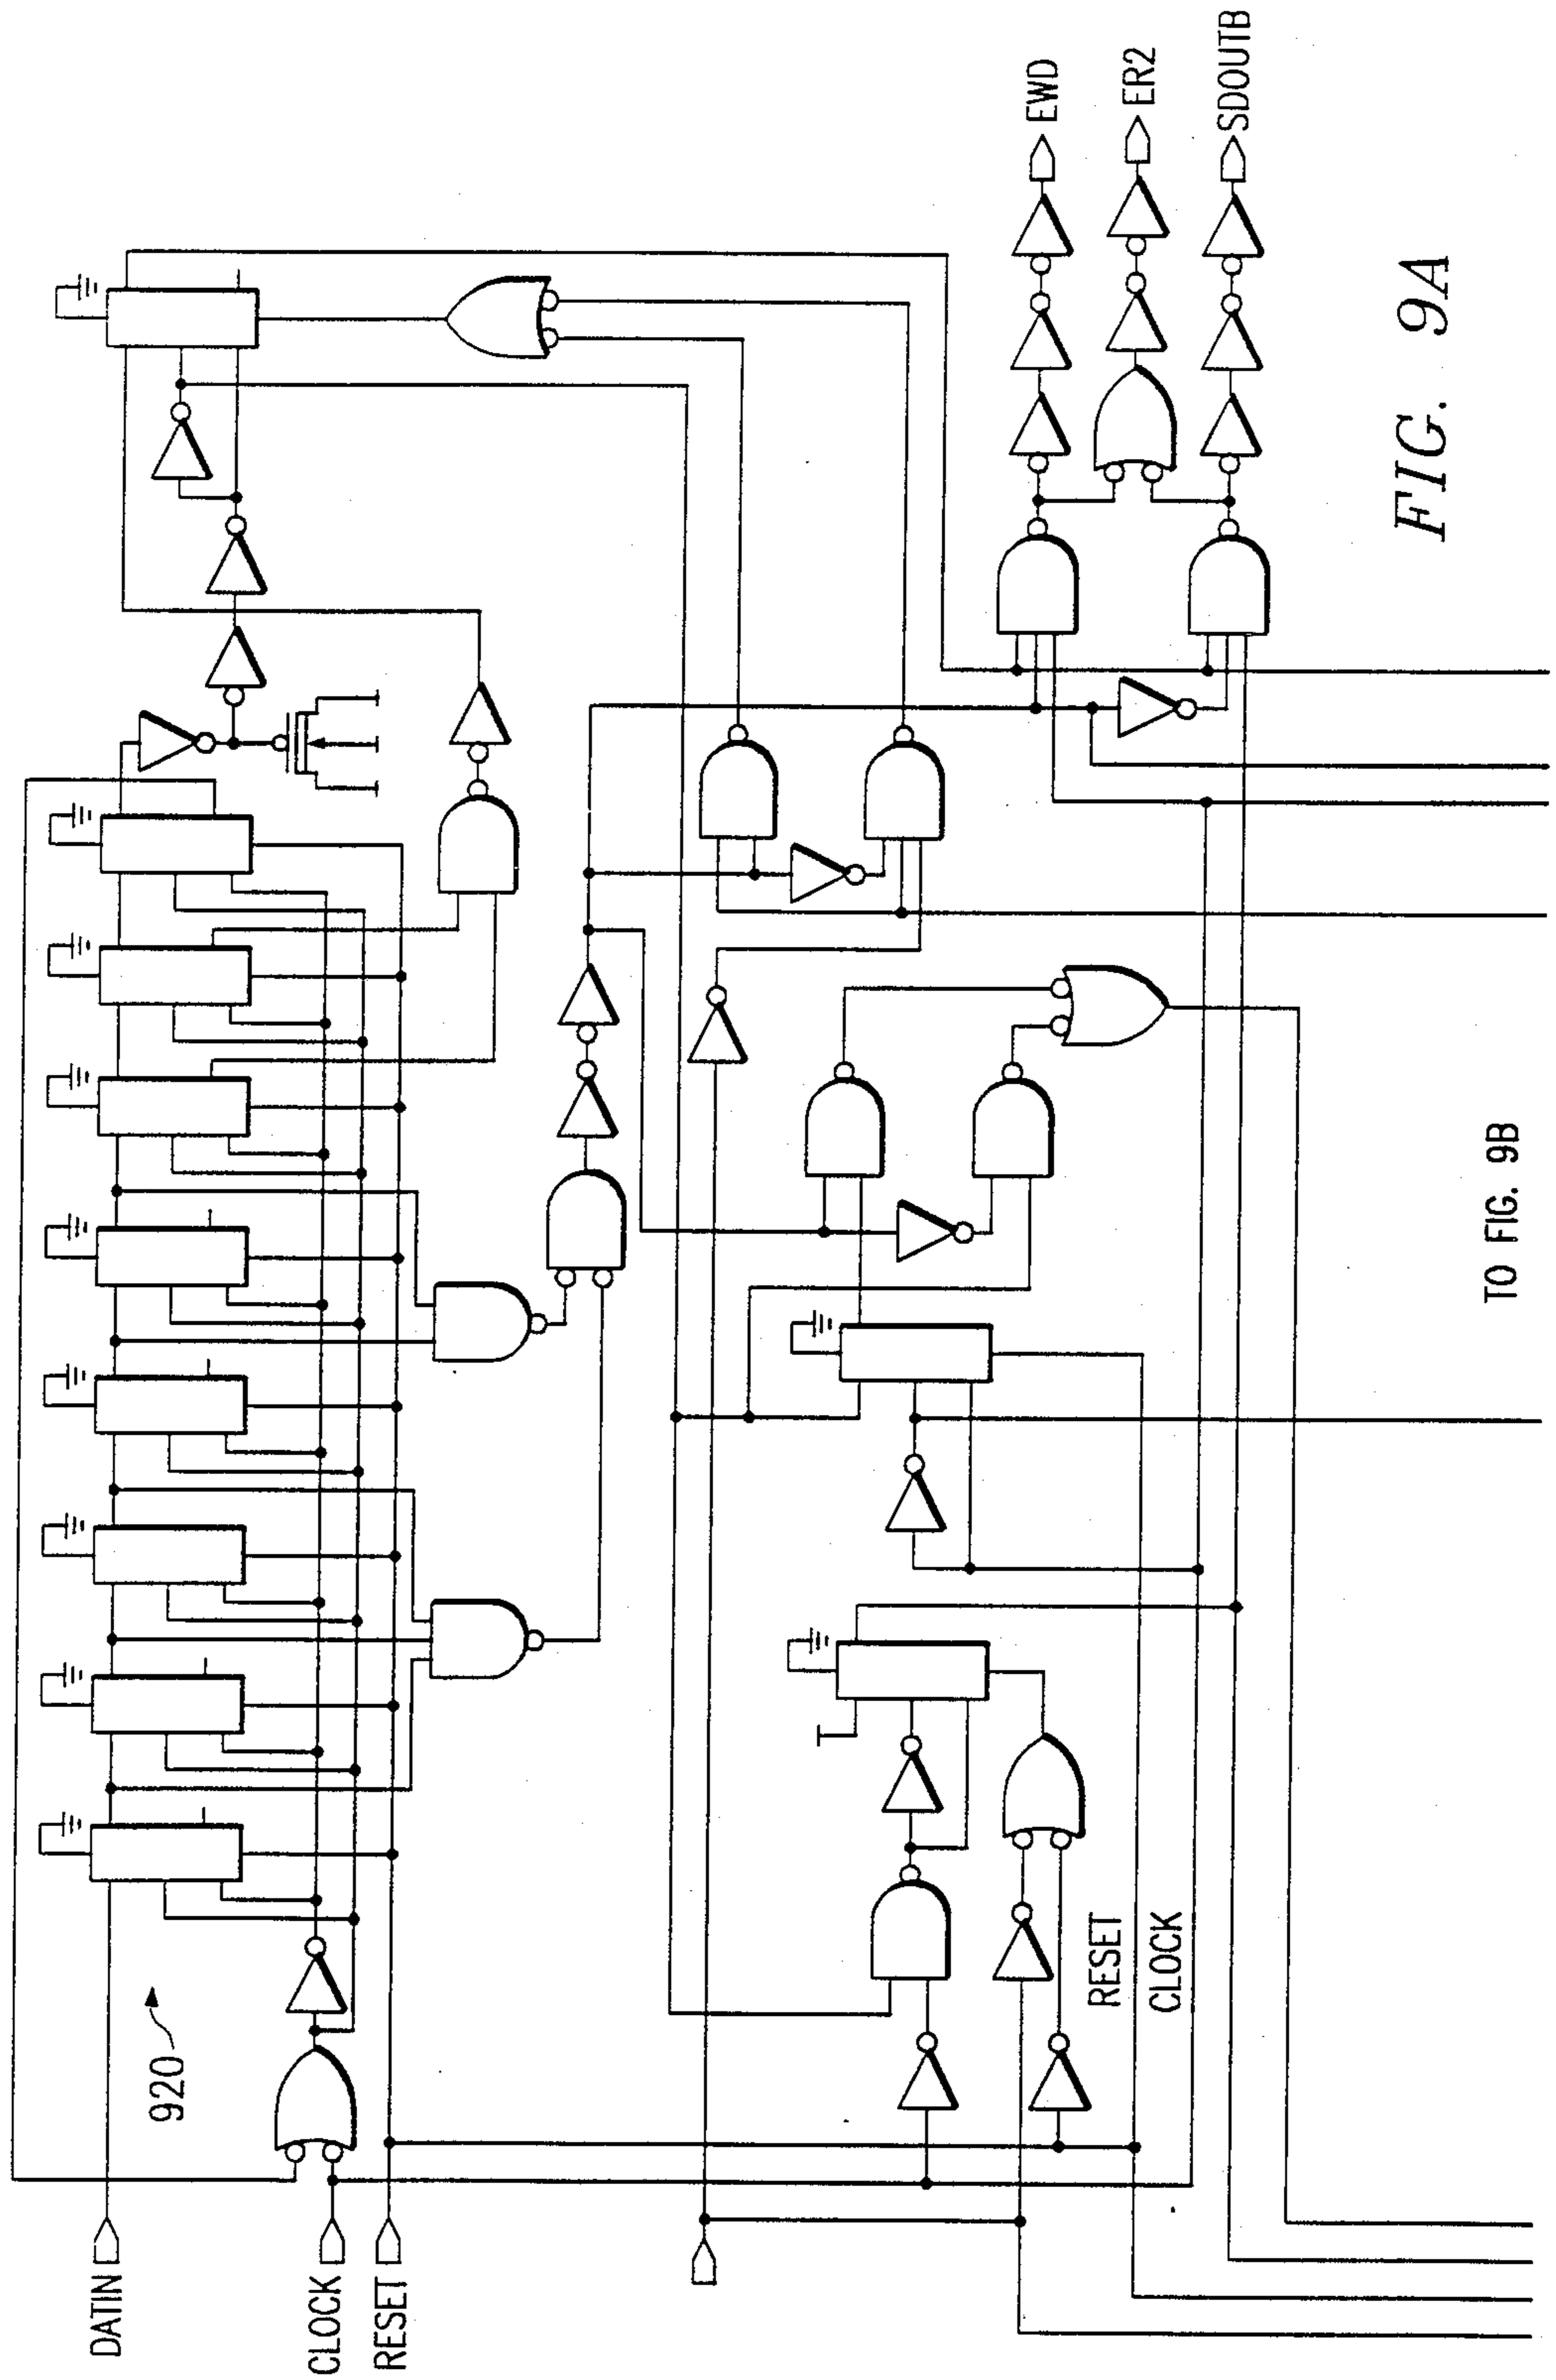 DATIN
CLOCK
RESET
920
RESET
CLOCK
EWD
ER2
SDOUTB
TO FIG. 9B
FIG. 9A